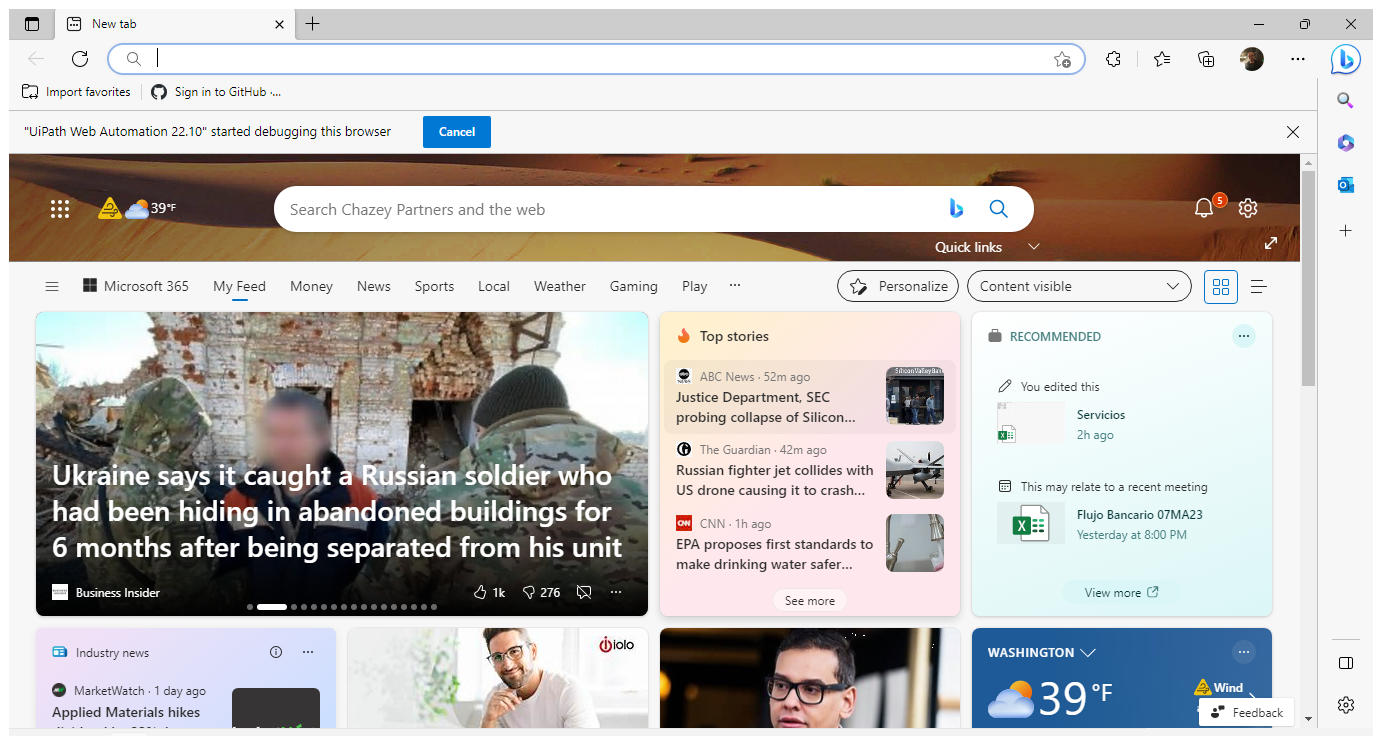 New tab
Import favorites
Sign in to GitHub ·...
"UiPath Web Automation 22.10" started debugging this browser
Cancel
39°F
Search Chazey Partners and the web
5
Quick links
Microsoft 365
My Feed
Money
News
Sports
Local
Weather
Gaming
Play
Personalize
Content visible
Ukraine says it caught a Russian soldier who
had been hiding in abandoned buildings for
6 months after being separated from his unit
Business Insider
1k
276
Top stories
ABC News · 52m ago
Justice Department, SEC
probing collapse of Silicon...
The Guardian · 42m ago
Russian fighter jet collides with
US drone causing it to crash...
CNN · 1h ago
EPA proposes first standards to
make drinking water safer...
See more
RECOMMENDED
You edited this
Servicios
2h ago
This may relate to a recent meeting
Flujo Bancario 07MA23
Yesterday at 8:00 PM
View more
Industry news
MarketWatch · 1 day ago
Applied Materials hikes
iolo
WASHINGTON
39 °F
Wind
Feedback